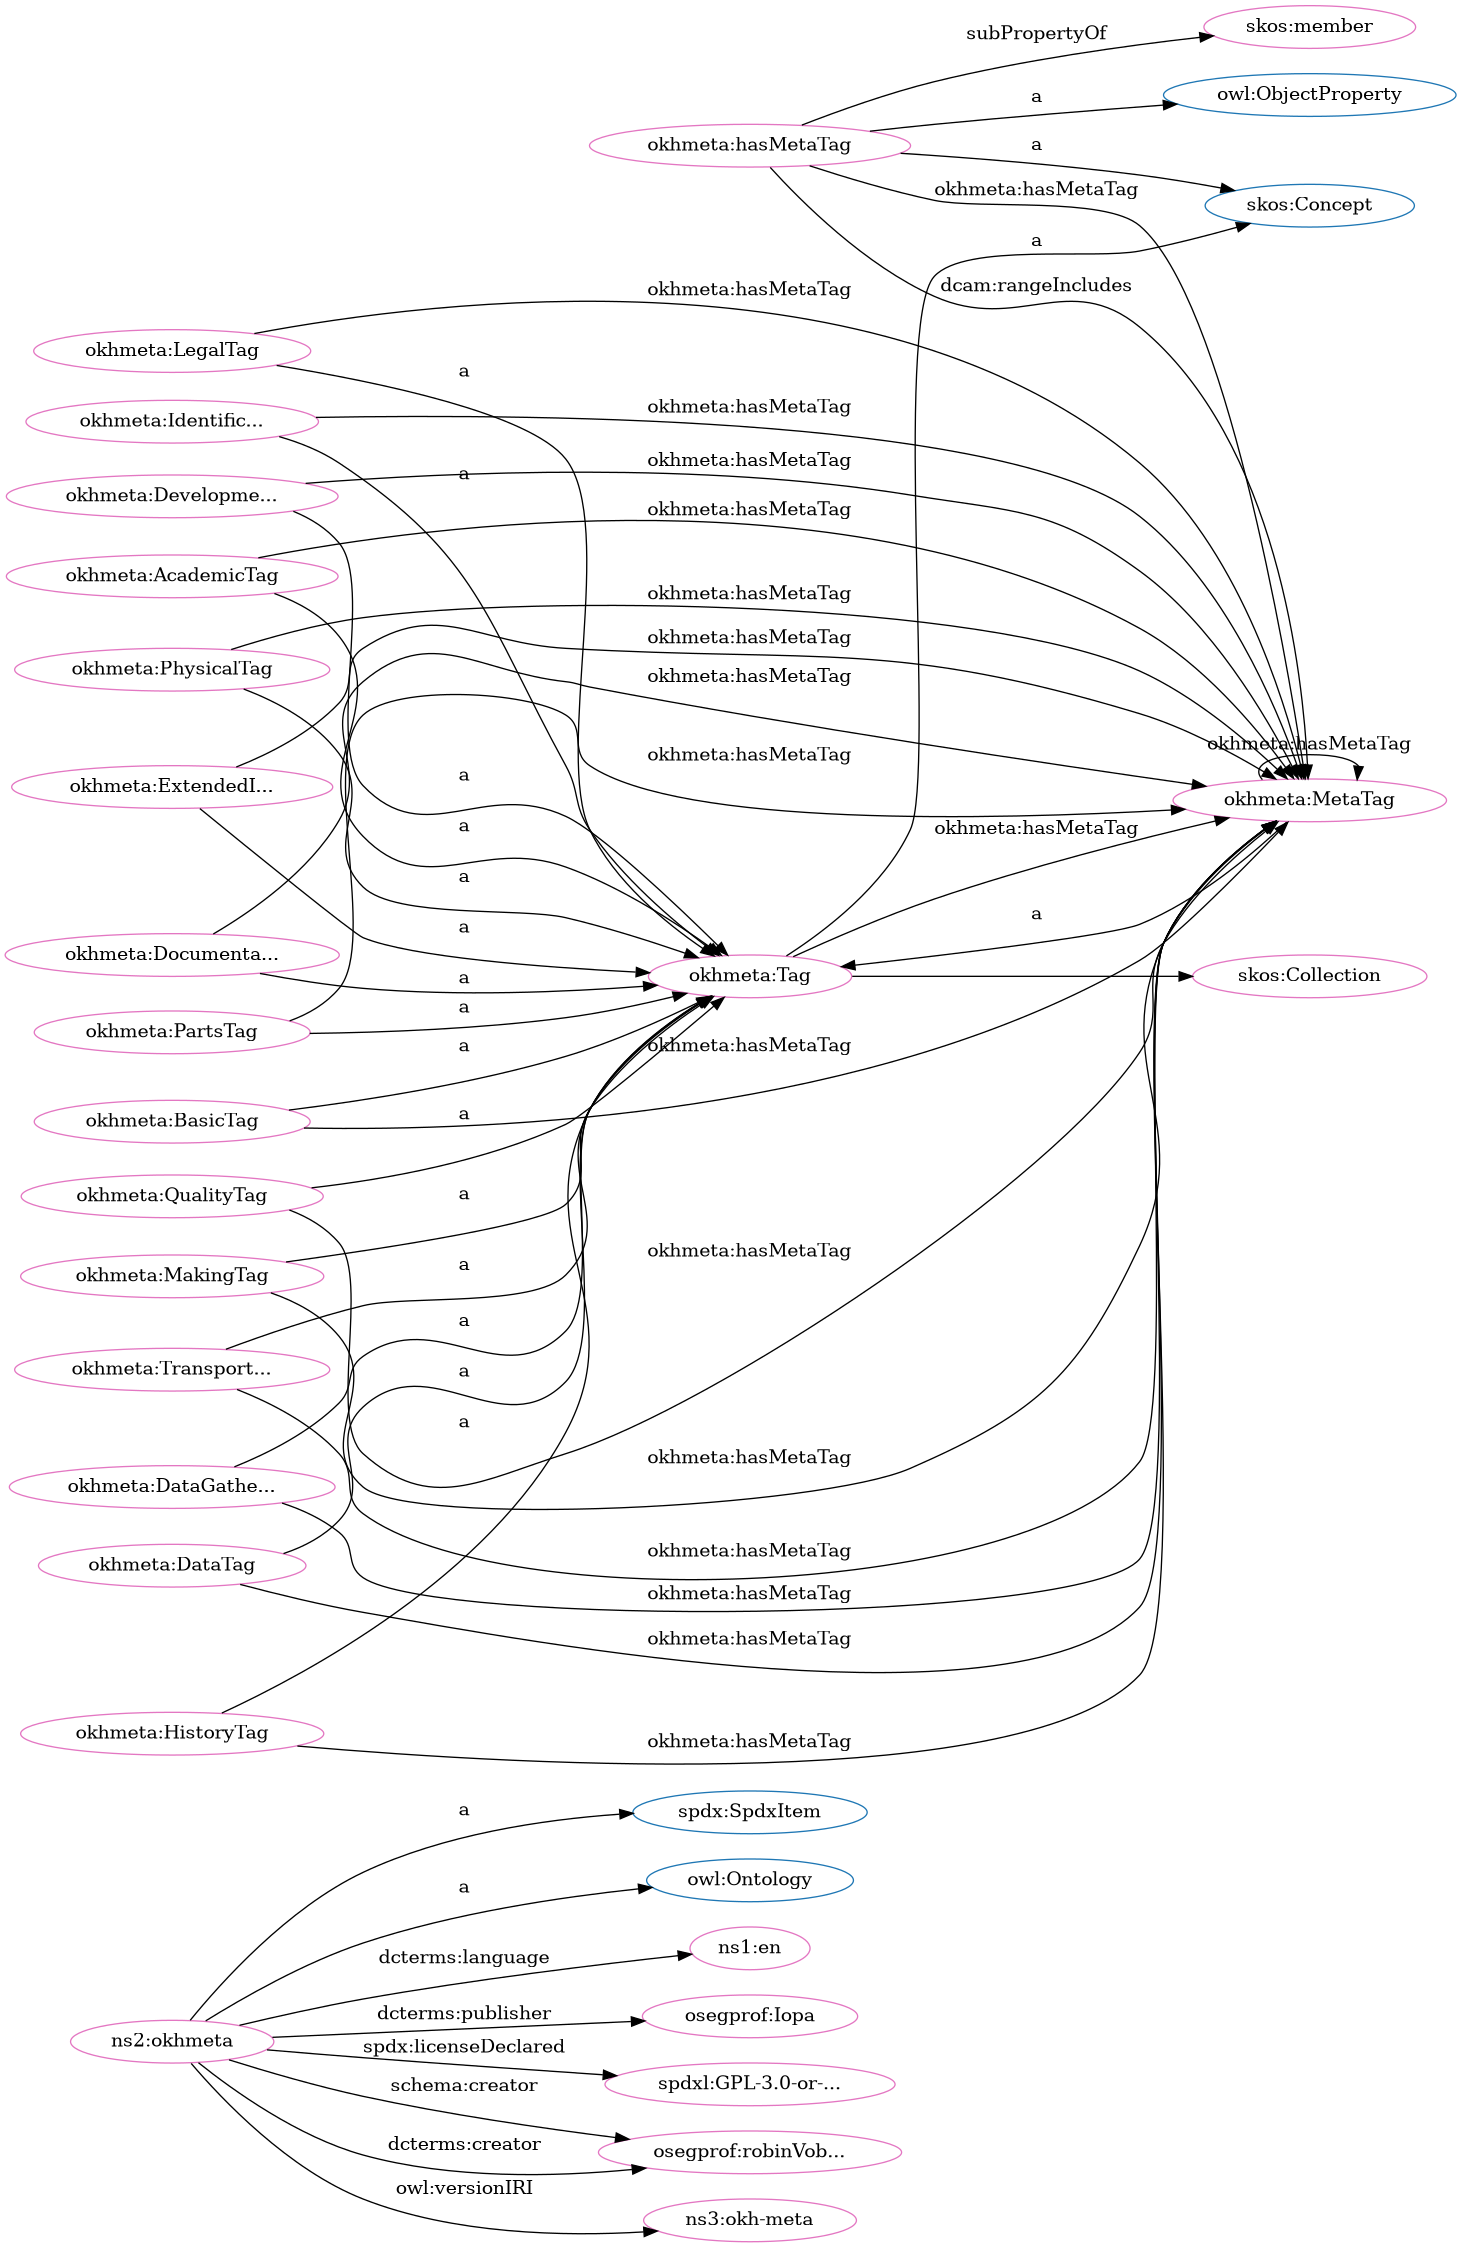 skos:member
subPropertyOf
owl:ObjectProperty
a
okhmeta:hasMetaTag
a
okhmeta:hasMetaTag
skos:Concept
a
dcam:rangeIncludes
okhmeta:hasMetaTag
okhmeta:LegalTag
a
okhmeta:hasMetaTag
okhmeta:Identific...
okhmeta:hasMetaTag
a
okhmeta:Developme...
okhmeta:hasMetaTag
okhmeta:AcademicTag
okhmeta:hasMetaTag
okhmeta:hasMetaTag
okhmeta:PhysicalTag
okhmeta:hasMetaTag
okhmeta:hasMetaTag
okhmeta:hasMetaTag
a
okhmeta:ExtendedI...
okhmeta:MetaTag
a
okhmeta:hasMetaTag
a
a
a
okhmeta:Documenta...
a
okhmeta:Tag
skos:Collection
a
okhmeta:PartsTag
a
okhmeta:hasMetaTag
a
okhmeta:BasicTag
a
okhmeta:QualityTag
okhmeta:hasMetaTag
a
okhmeta:MakingTag
a
okhmeta:Transport...
a
a
okhmeta:hasMetaTag
okhmeta:DataGathe...
okhmeta:hasMetaTag
okhmeta:DataTag
okhmeta:hasMetaTag
okhmeta:hasMetaTag
okhmeta:HistoryTag
okhmeta:hasMetaTag
a
spdx:SpdxItem
a
owl:Ontology
dcterms:language
ns1:en
dcterms:publisher
osegprof:Iopa
ns2:okhmeta
spdx:licenseDeclared
spdxl:GPL-3.0-or-...
schema:creator
dcterms:creator
osegprof:robinVob...
owl:versionIRI
ns3:okh-meta